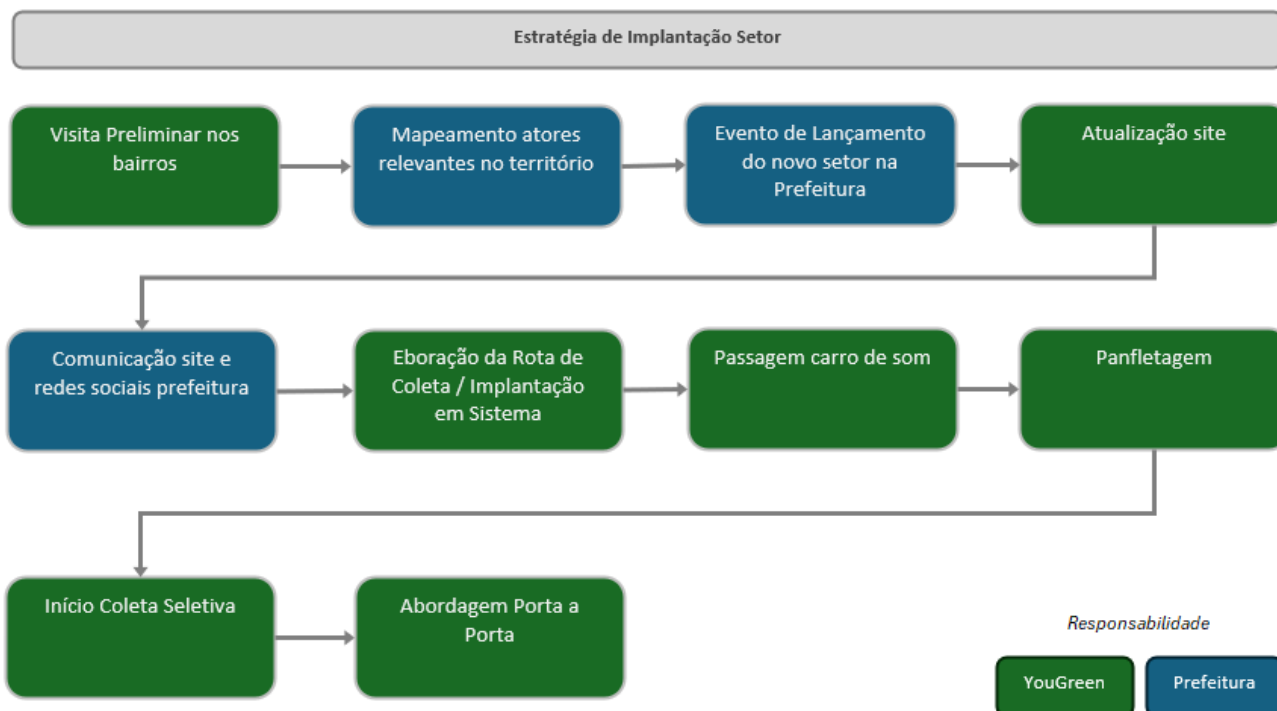 Estratégia de Implantação Setor
Visita Preliminar nos
bairros
Mapeamento atores
relevantes no território
Evento de Lançamento
do novo setor na
Prefeitura
Atualização site
Comunicação site e
redes sociais prefeitura
Eboração da Rota de
Coleta / Implantação
em Sistema
Passagem carro de som
Panfletagem
Início Coleta Seletiva
Abordagem Porta a
Porta
Responsabilidade
YouGreen
Prefeitura